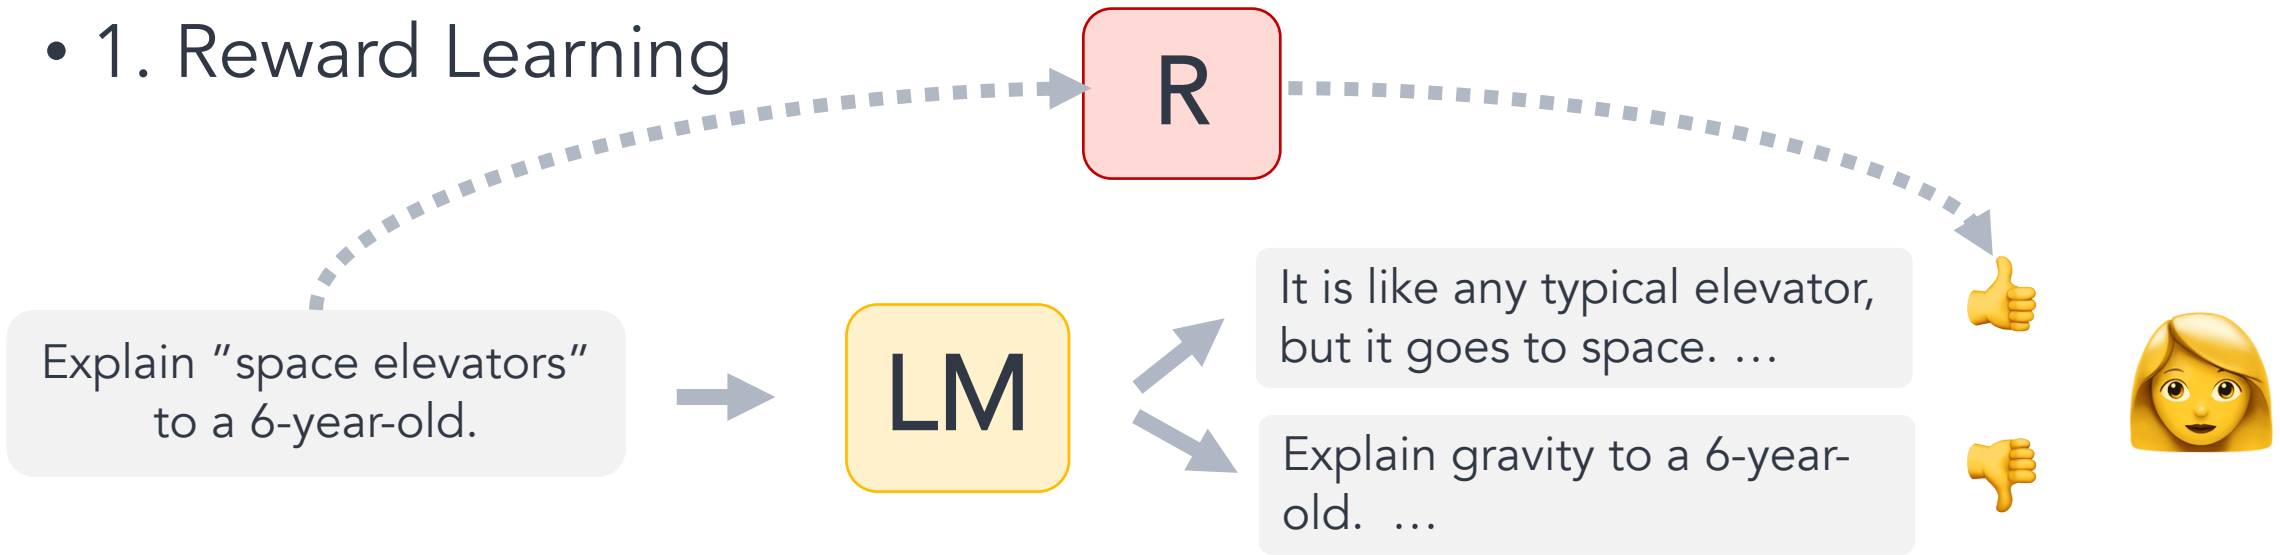 • 1. Reward Learning
R
Explain ”space elevators”
to a 6-year-old.
LM
It is like any typical elevator,
but it goes to space. …
Explain gravity to a 6-year-
old.  …